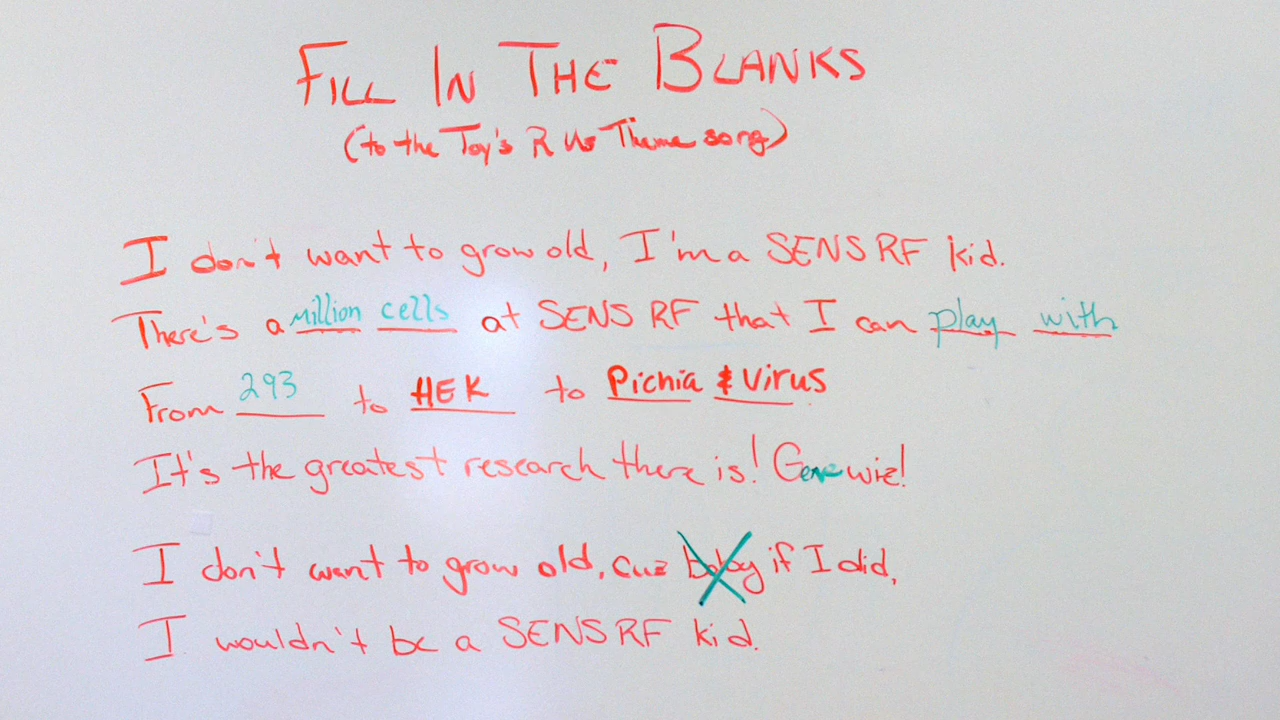 FILL IN THE BLANKS
(to the Toy's R Us Theme song)
I don't want to grow old, I'm a SENS RF kid.
There's a million cells at SENS RF that I can play with
From 293 to HEK to Pichia & Virus
It's the greatest research there is! Gene wiz!
I don't want to grow old, cuz baby if I did,
I wouldn't be a SENS RF kid.